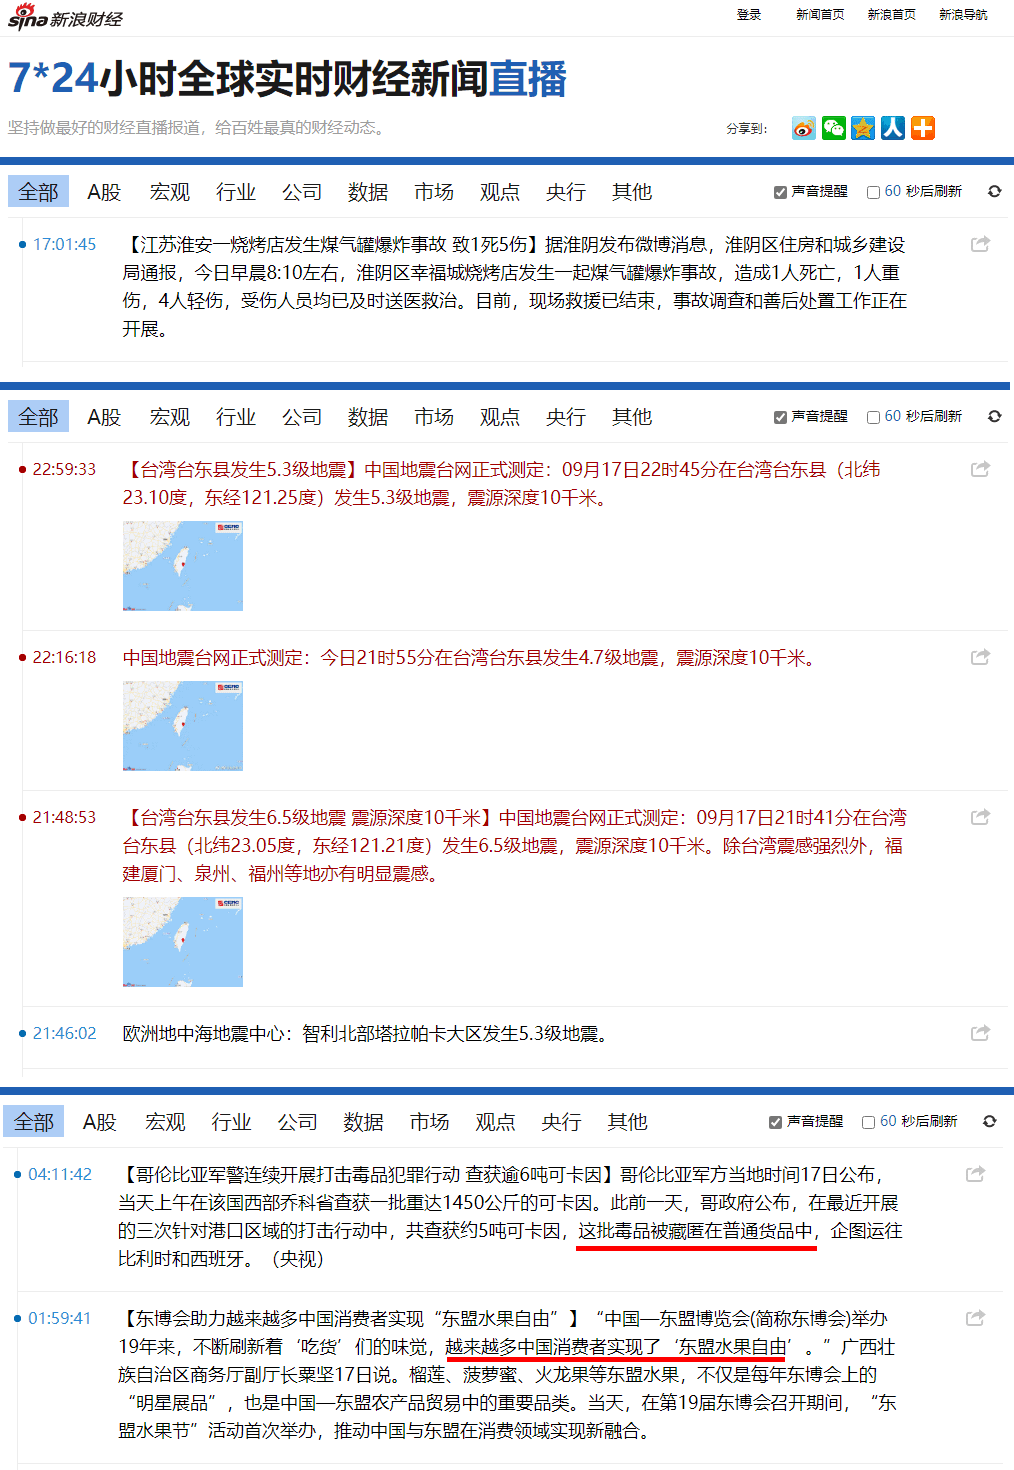 sina新浪财经
登录 新闻首页 新浪首页 新浪导航
7*24小时全球实时财经新闻直播
坚持做最好的财经直播报道，给百姓最真的财经动态。
分享到：
全部 A股 宏观 行业 公司 数据 市场 观点 央行 其他 声音提醒 60 秒后刷新
17:01:45 【江苏淮安一烧烤店发生煤气罐爆炸事故 致1死5伤】据淮阴发布微博消息，淮阴区住房和城乡建设
局通报，今日早晨8:10左右，淮阴区幸福城烧烤店发生一起煤气罐爆炸事故，造成1人死亡，1人重
伤，4人轻伤，受伤人员均已及时送医救治。目前，现场救援已结束，事故调查和善后处置工作正在
开展。
全部 A股 宏观 行业 公司 数据 市场 观点 央行 其他 声音提醒 60 秒后刷新
22:59:33 【台湾台东县发生5.3级地震】中国地震台网正式测定：09月17日22时45分在台湾台东县（北纬
23.10度，东经121.25度）发生5.3级地震，震源深度10千米。
22:16:18 中国地震台网正式测定：今日21时55分在台湾台东县发生4.7级地震，震源深度10千米。
21:48:53 【台湾台东县发生6.5级地震 震源深度10千米】中国地震台网正式测定：09月17日21时41分在台湾
台东县（北纬23.05度，东经121.21度）发生6.5级地震，震源深度10千米。除台湾震感强烈外，福
建厦门、泉州、福州等地亦有明显震感。
21:46:02 欧洲地中海地震中心：智利北部塔拉帕卡大区发生5.3级地震。
全部 A股 宏观 行业 公司 数据 市场 观点 央行 其他 声音提醒 60 秒后刷新
04:11:42 【哥伦比亚军警连续开展打击毒品犯罪行动 查获逾6吨可卡因】哥伦比亚军方当地时间17日公布，
当天上午在该国西部乔科省查获一批重达1450公斤的可卡因。此前一天，哥政府公布，在最近开展
的三次针对港口区域的打击行动中，共查获约5吨可卡因，这批毒品被藏匿在普通货品中，企图运往
比利时和西班牙。（央视）
01:59:41 【东博会助力越来越多中国消费者实现“东盟水果自由”】“中国—东盟博览会(简称东博会)举办
19年来，不断刷新着‘吃货’们的味觉，越来越多中国消费者实现了‘东盟水果自由’。”广西壮
族自治区商务厅副厅长粟坚17日说。榴莲、菠萝蜜、火龙果等东盟水果，不仅是每年东博会上的
“明星展品”，也是中国—东盟农产品贸易中的重要品类。当天，在第19届东博会召开期间，“东
盟水果节”活动首次举办，推动中国与东盟在消费领域实现新融合。